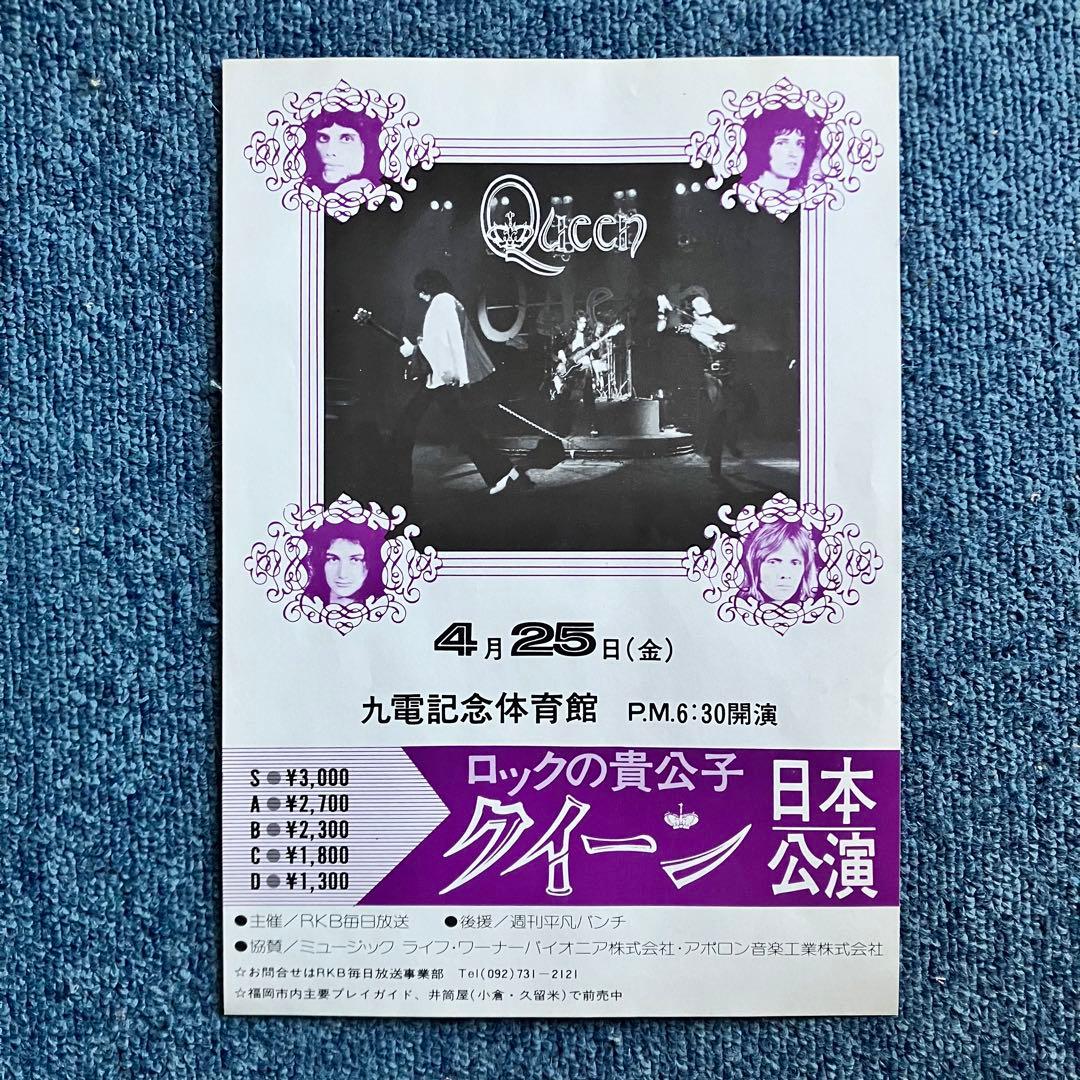 Queen
4月25日(金)
九電記念体育館 P.M.6:30開演
S●¥3,000
A●¥2,700
B●¥2,300
C●¥1,800
D●¥1,300
ロックの貴公子
クイーン
日本
公演
●主催/RKB毎日放送 ●後援/週刊平凡パンチ
●協賛/ミュージック ライフ・ワーナーパイオニア株式会社・アポロン音楽工業株式会社
☆お問合せはRKB毎日放送事業部 Tel(092)731-2121
☆福岡市内主要プレイガイド、井筒屋(小倉・久留米)で前売中